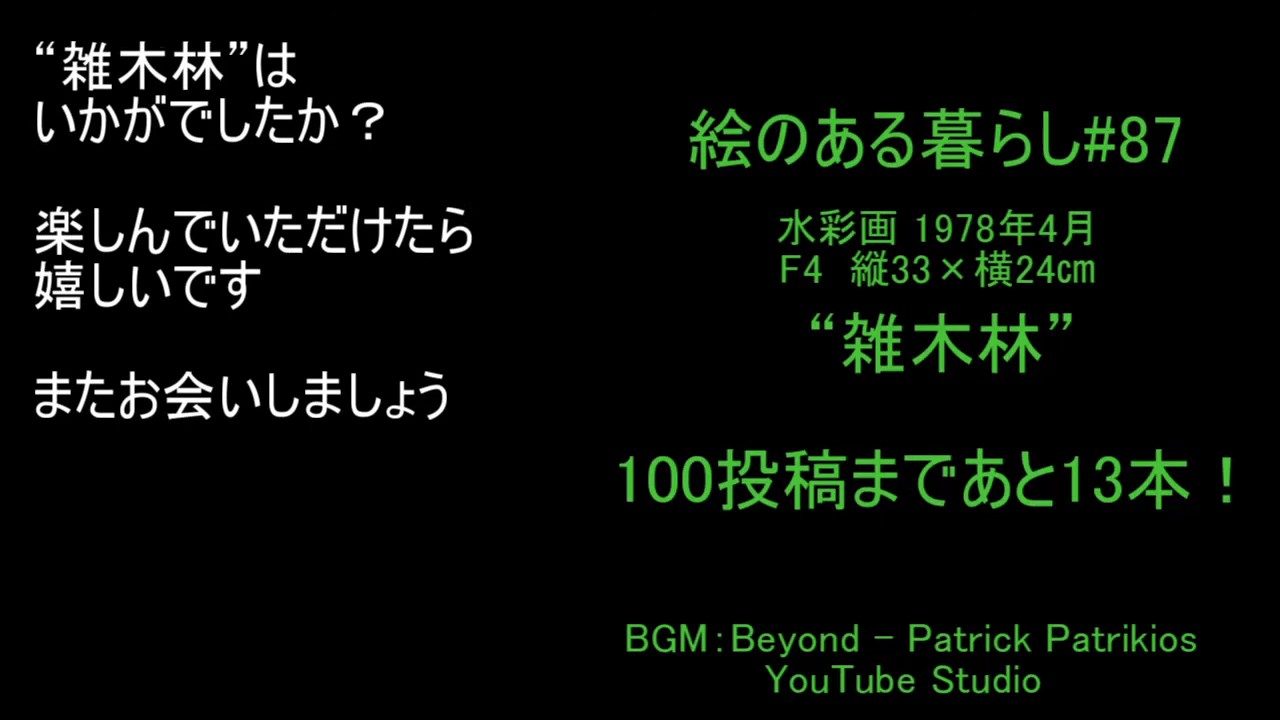 “雑木林”は
いかがでしたか？
楽しんでいただけたら
嬉しいです
またお会いしましょう
絵のある暮らし#87
水彩画 1978年4月
F4　縦33×横24㎝
“雑木林”
100投稿まであと13本！
BGM：Beyond − Patrick Patrikios
YouTube Studio